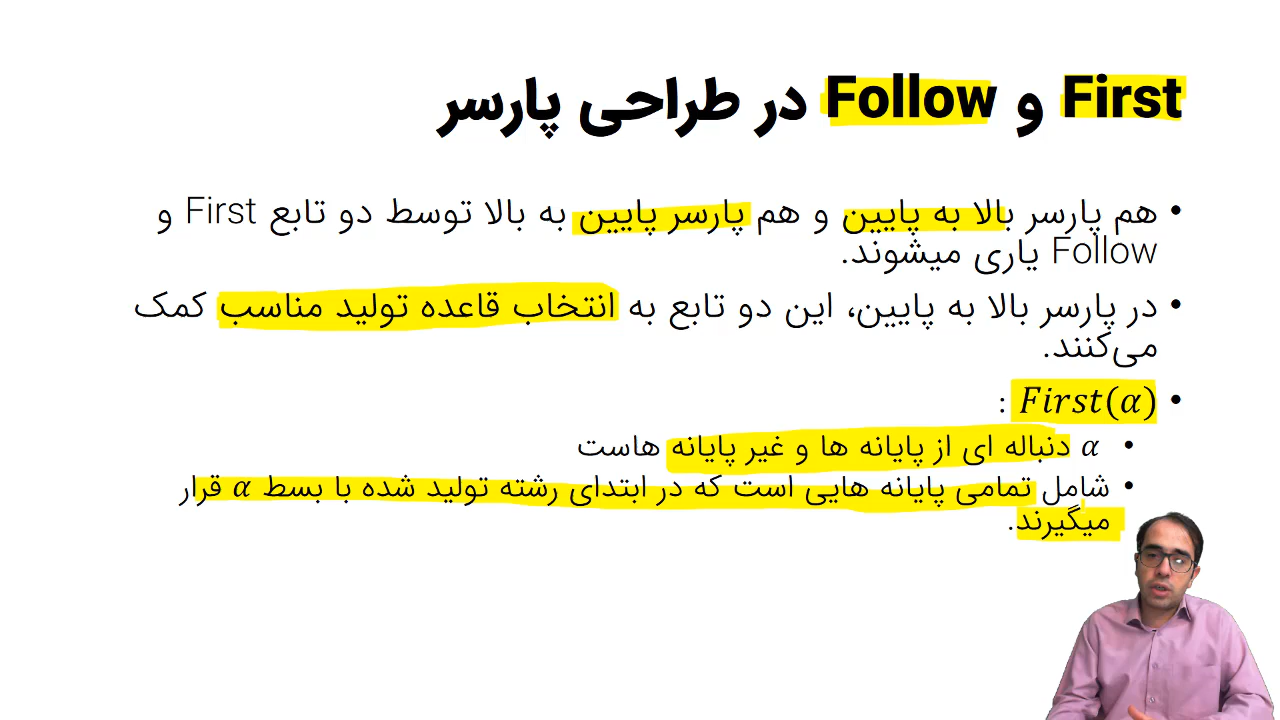 First و Follow در طراحی پارسر
• هم پارسر بالا به پایین و هم پارسر پایین به بالا توسط دو تابع First و
Follow یاری میشوند.
• در پارسر بالا به پایین، این دو تابع به انتخاب قاعده تولید مناسب کمک
می‌کنند.
• First(α) :
• α دنباله ای از پایانه ها و غیر پایانه هاست
• شامل تمامی پایانه هایی است که در ابتدای رشته تولید شده با بسط α قرار
میگیرند.